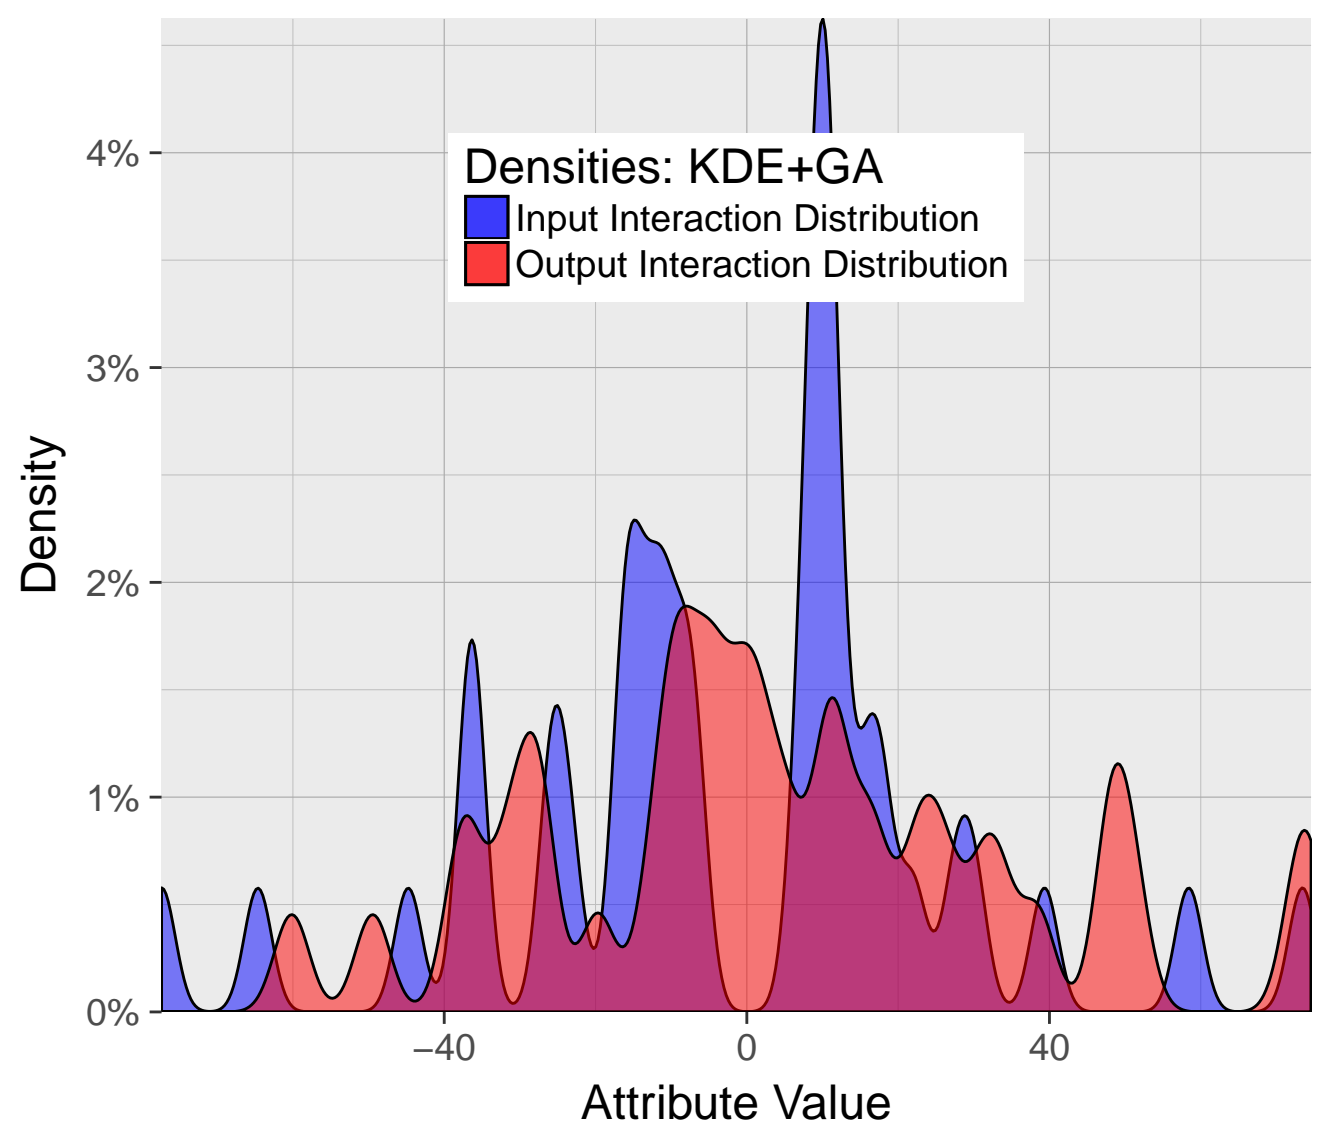 4%
3%
2%
1%
0%
Density
Densities: KDE+GA
Input Interaction Distribution
Output Interaction Distribution
−40
0
40
Attribute Value